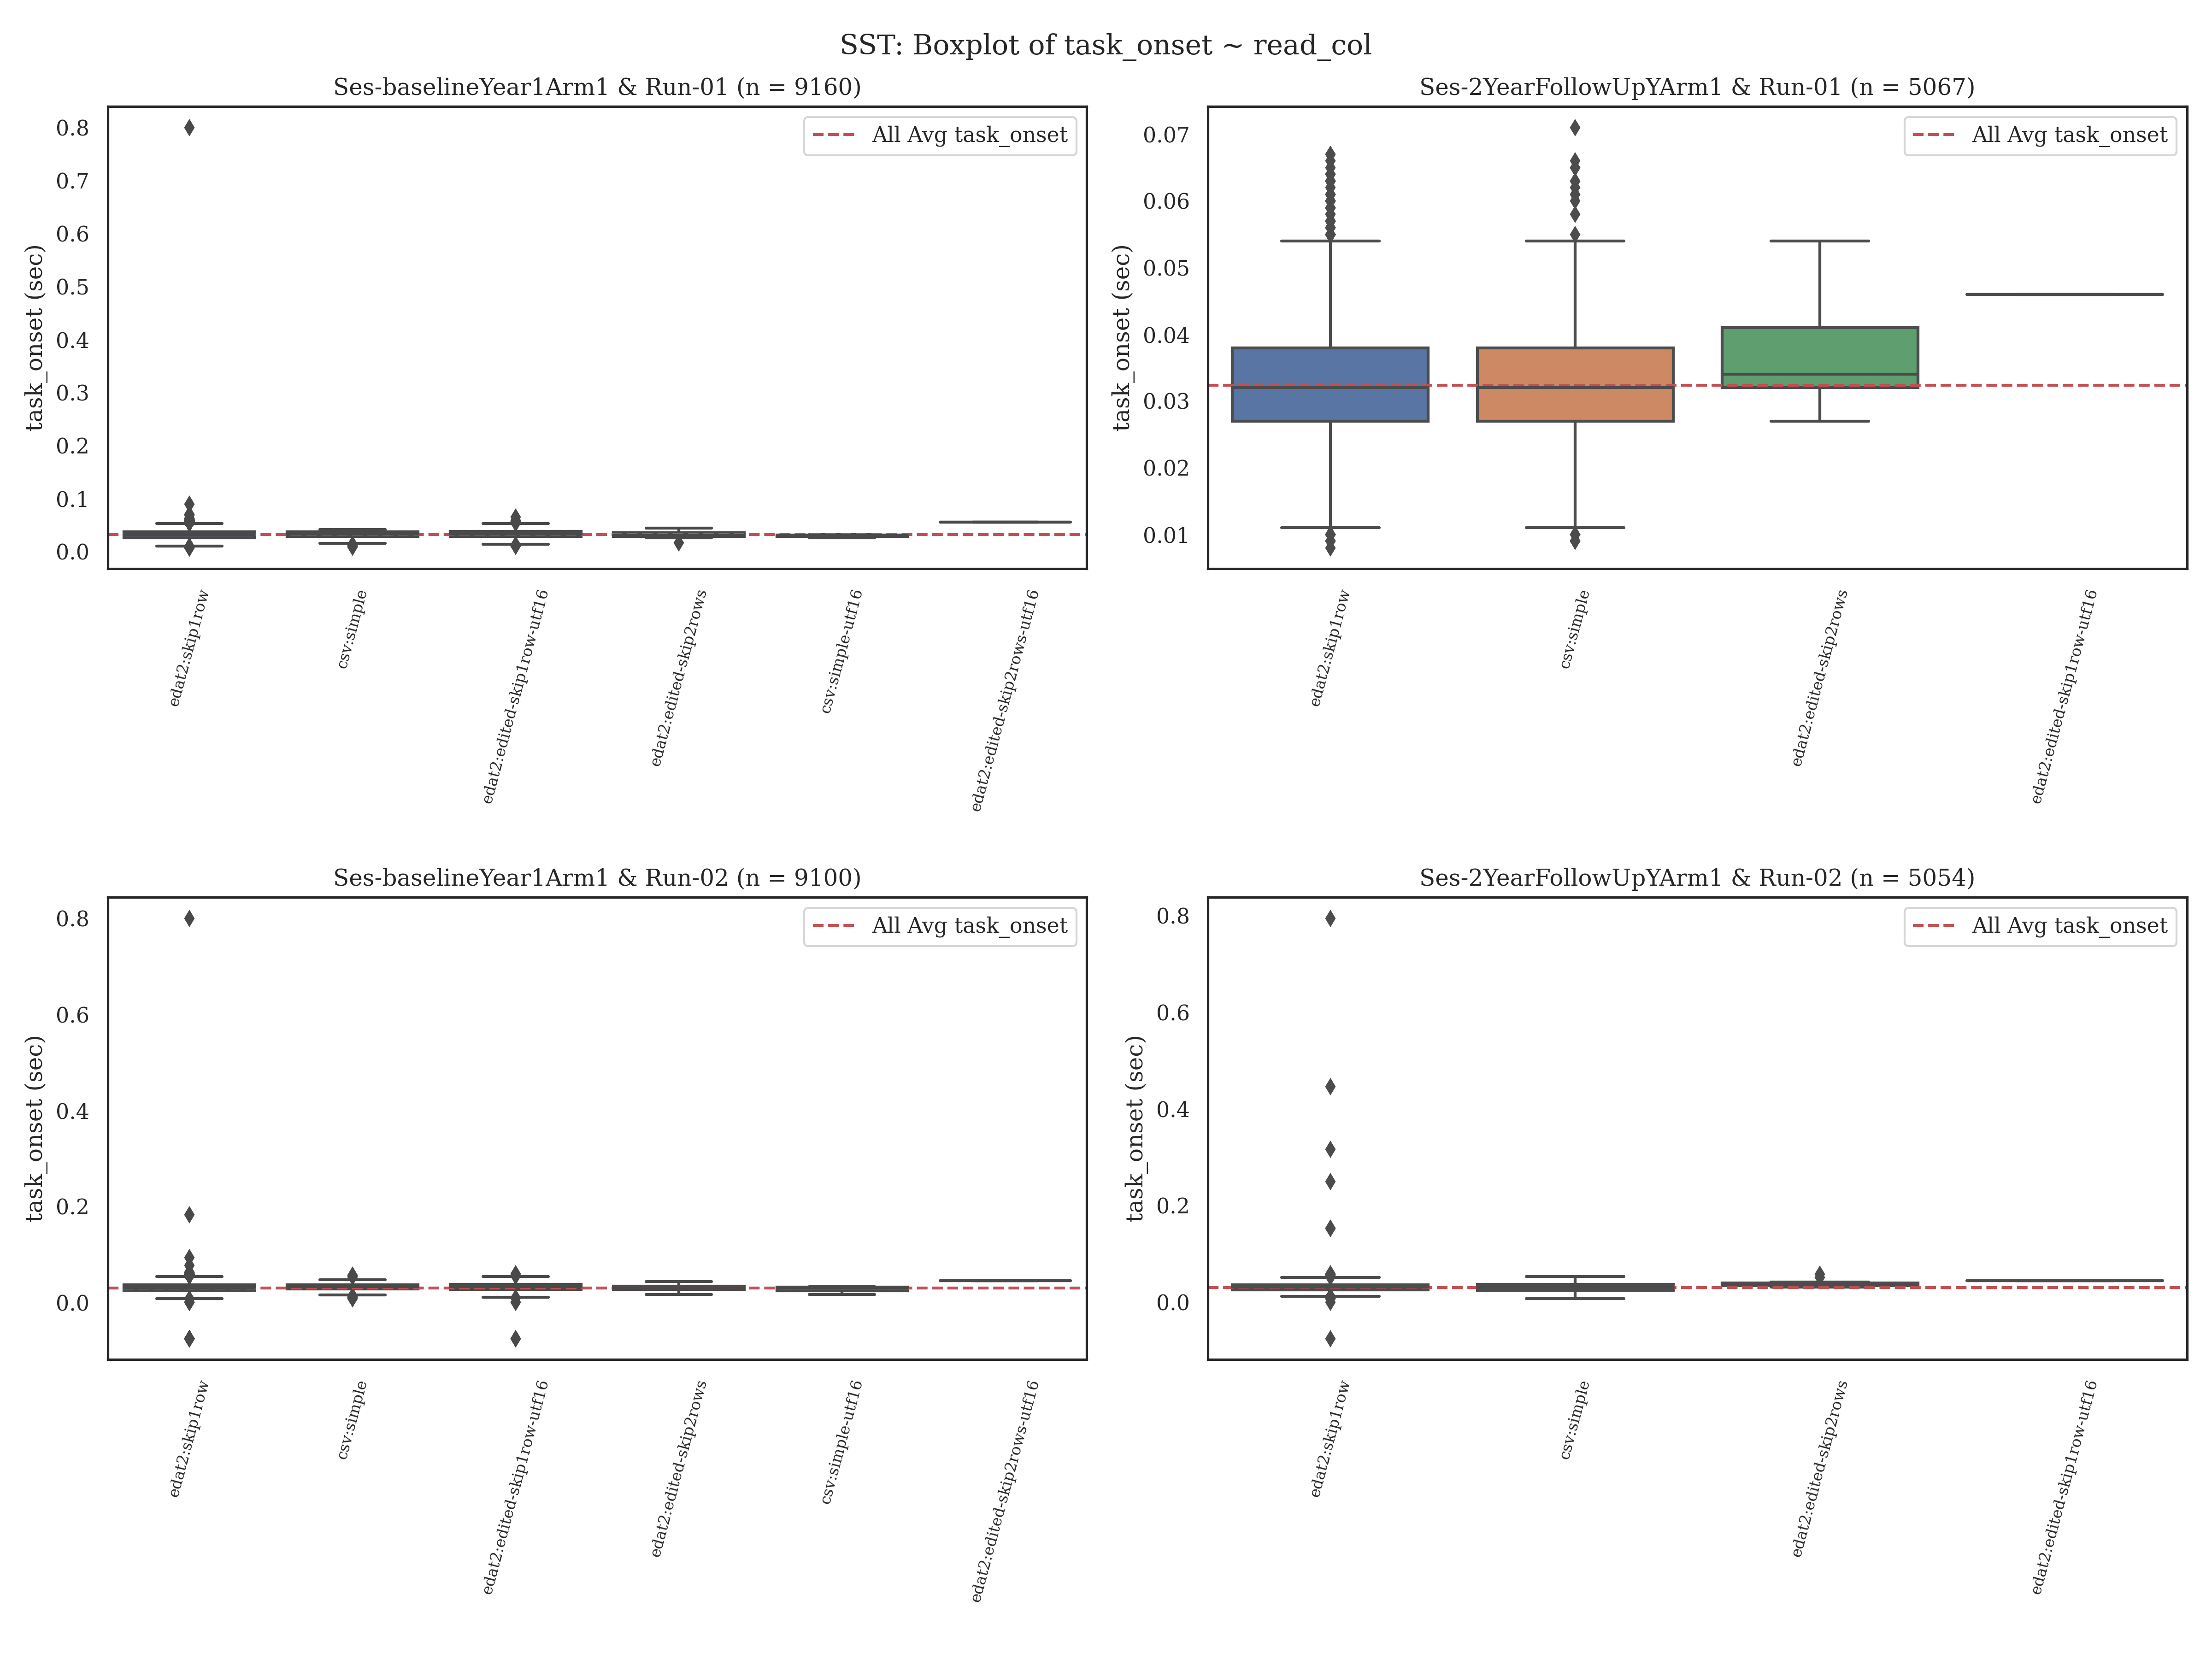 SST: Boxplot of task_onset ~ read_col
Ses-baselineYear1Arm1 & Run-01 (n = 9160)
All Avg task_onset
task_onset (sec)
0.8
0.7
0.6
0.5
0.4
0.3
0.2
0.1
0.0
edat2:skip1row
csv:simple
edat2:edited-skip1row-utf16
edat2:edited-skip2rows
csv:simple-utf16
edat2:edited-skip2rows-utf16
Ses-2YearFollowUpYArm1 & Run-01 (n = 5067)
All Avg task_onset
task_onset (sec)
0.07
0.06
0.05
0.04
0.03
0.02
0.01
edat2:skip1row
csv:simple
edat2:edited-skip2rows
edat2:edited-skip1row-utf16
Ses-baselineYear1Arm1 & Run-02 (n = 9100)
All Avg task_onset
task_onset (sec)
0.8
0.6
0.4
0.2
0.0
edat2:skip1row
csv:simple
edat2:edited-skip1row-utf16
edat2:edited-skip2rows
csv:simple-utf16
edat2:edited-skip2rows-utf16
Ses-2YearFollowUpYArm1 & Run-02 (n = 5054)
All Avg task_onset
task_onset (sec)
0.8
0.6
0.4
0.2
0.0
edat2:skip1row
csv:simple
edat2:edited-skip2rows
edat2:edited-skip1row-utf16